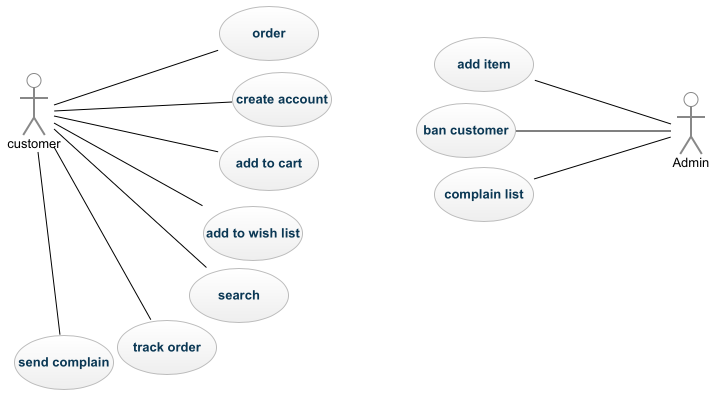 order
create account
add to cart
add to wish list
search
track order
send complain
customer
add item
ban customer
complain list
Admin